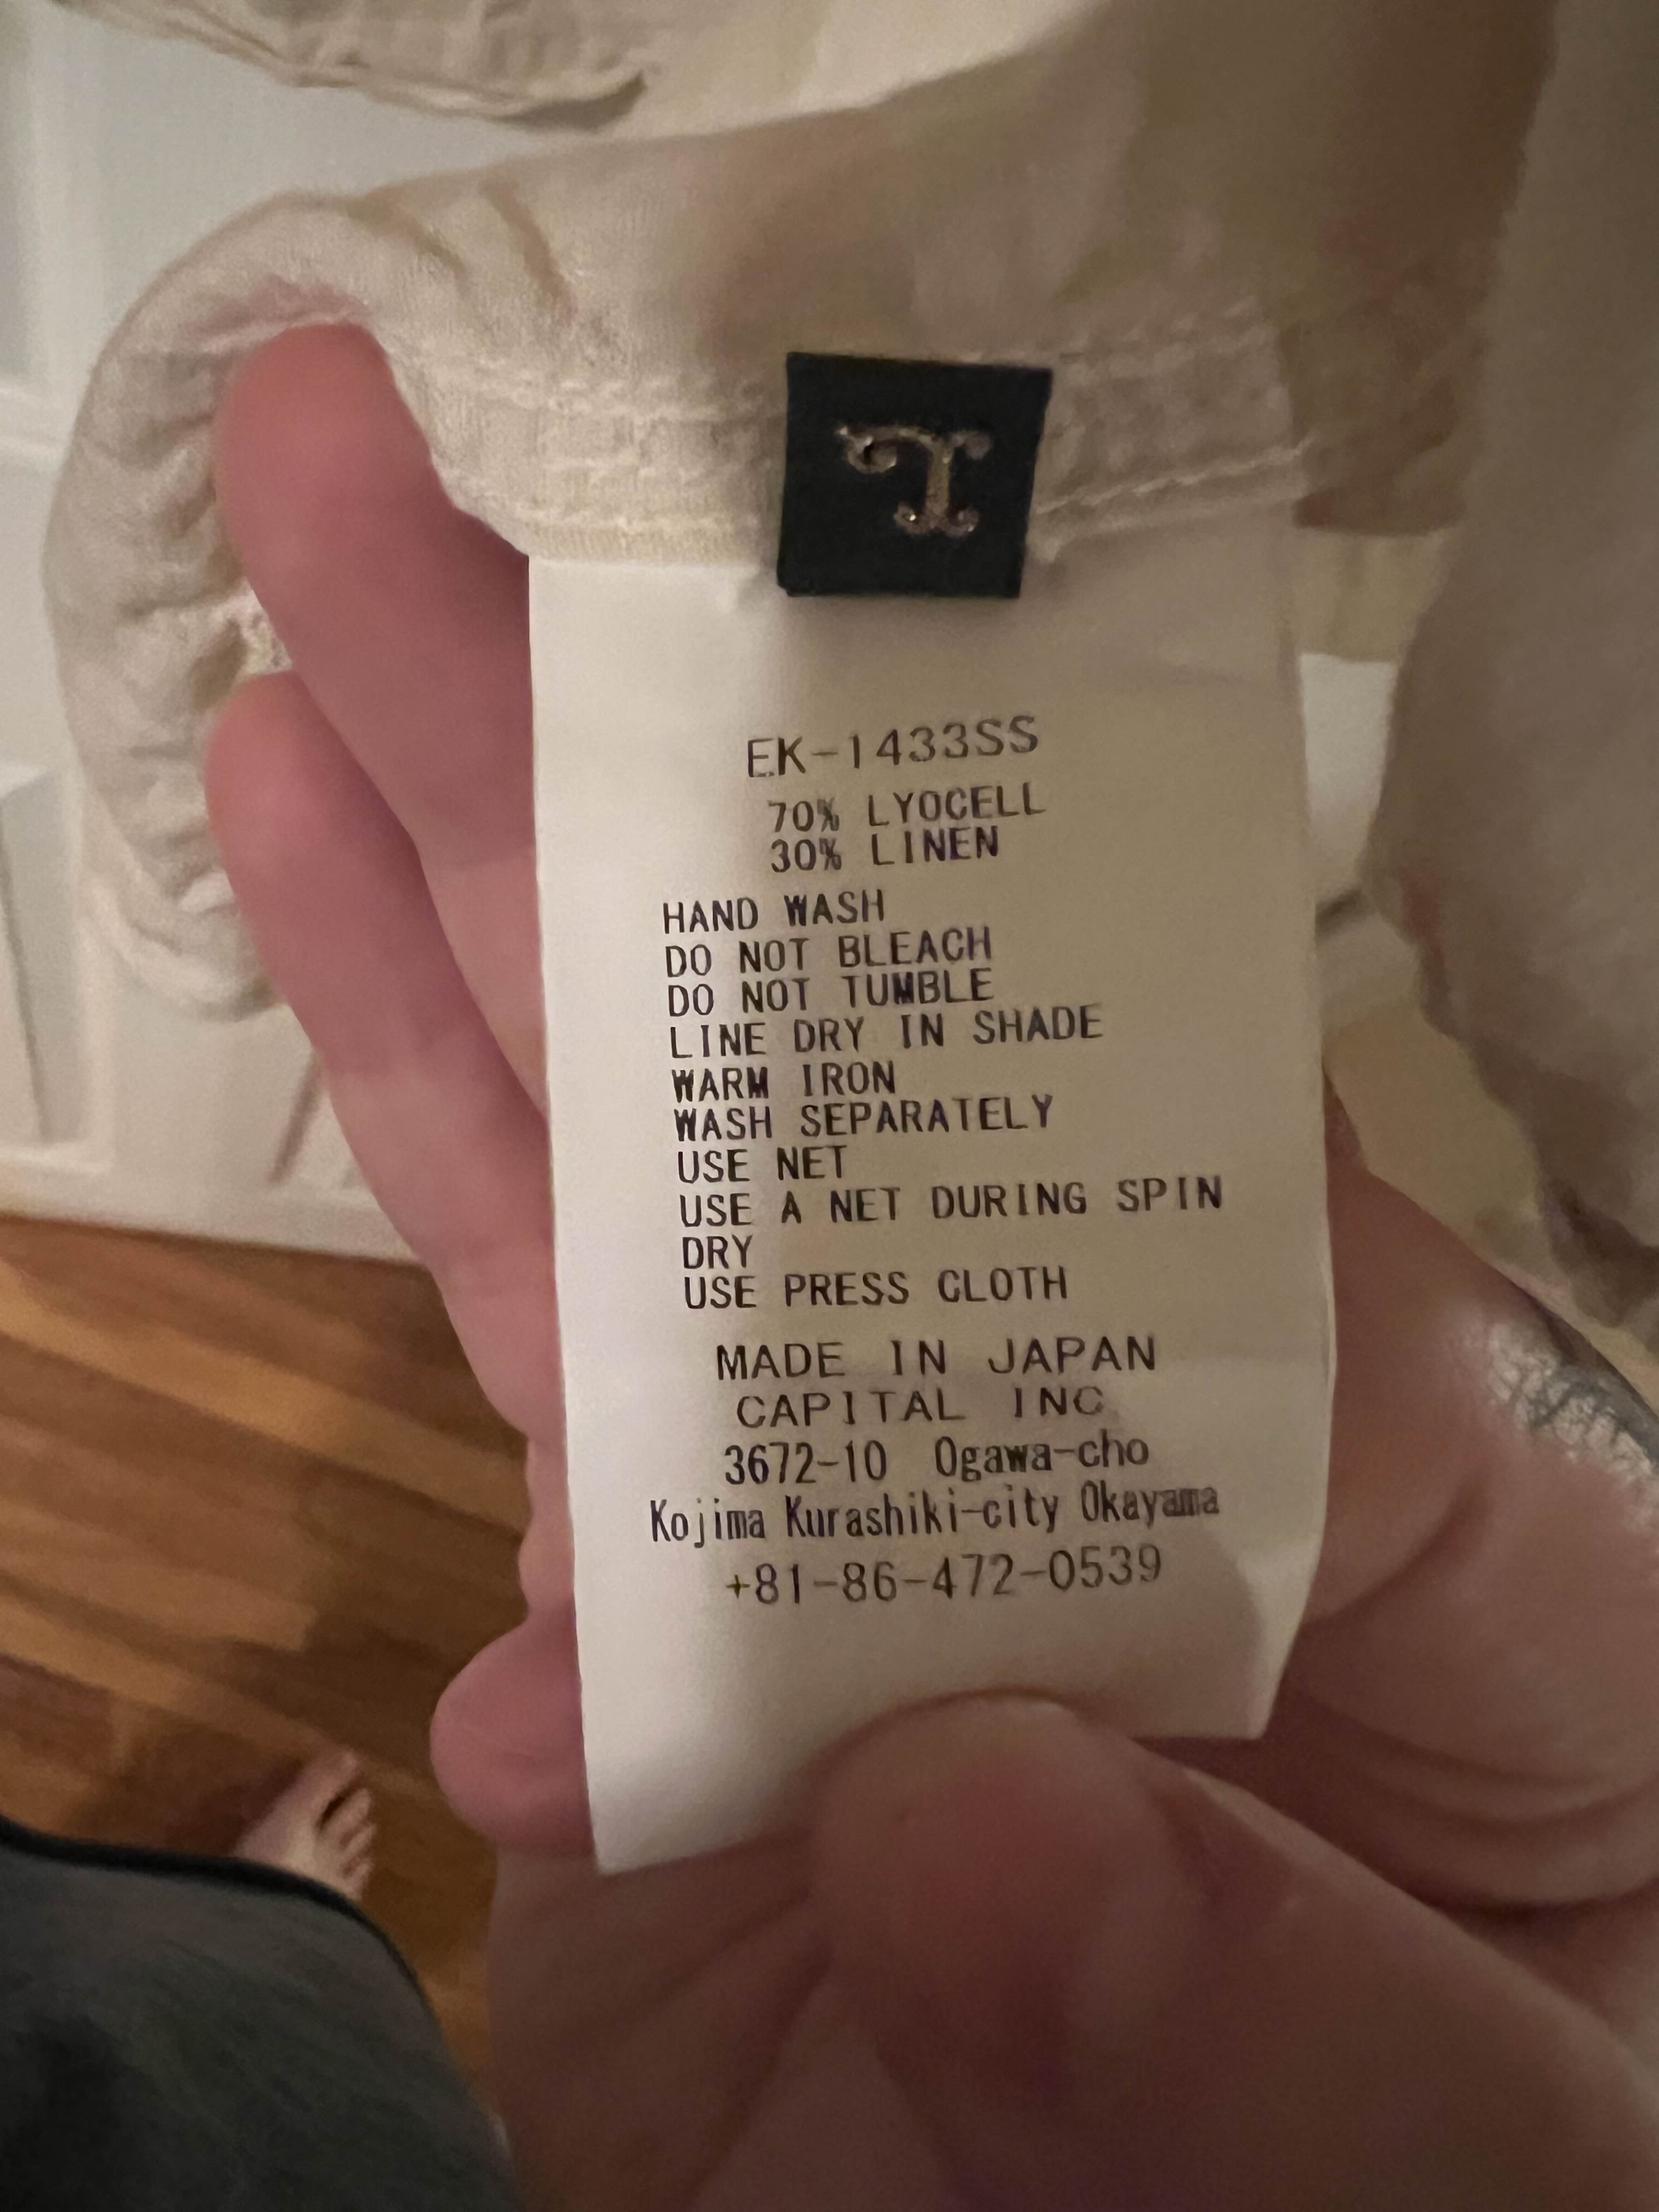 T
EK-1433SS
70% LYOCELL
30% LINEN
HAND WASH
DO NOT BLEACH
DO NOT TUMBLE
LINE DRY IN SHADE
WARM IRON
WASH SEPARATELY
USE NET
USE A NET DURING SPIN
DRY
USE PRESS CLOTH
MADE IN JAPAN
CAPITAL INC
3672-10 Ogawa-cho
Kojima Kurashiki-city Okayama
+81-86-472-0539